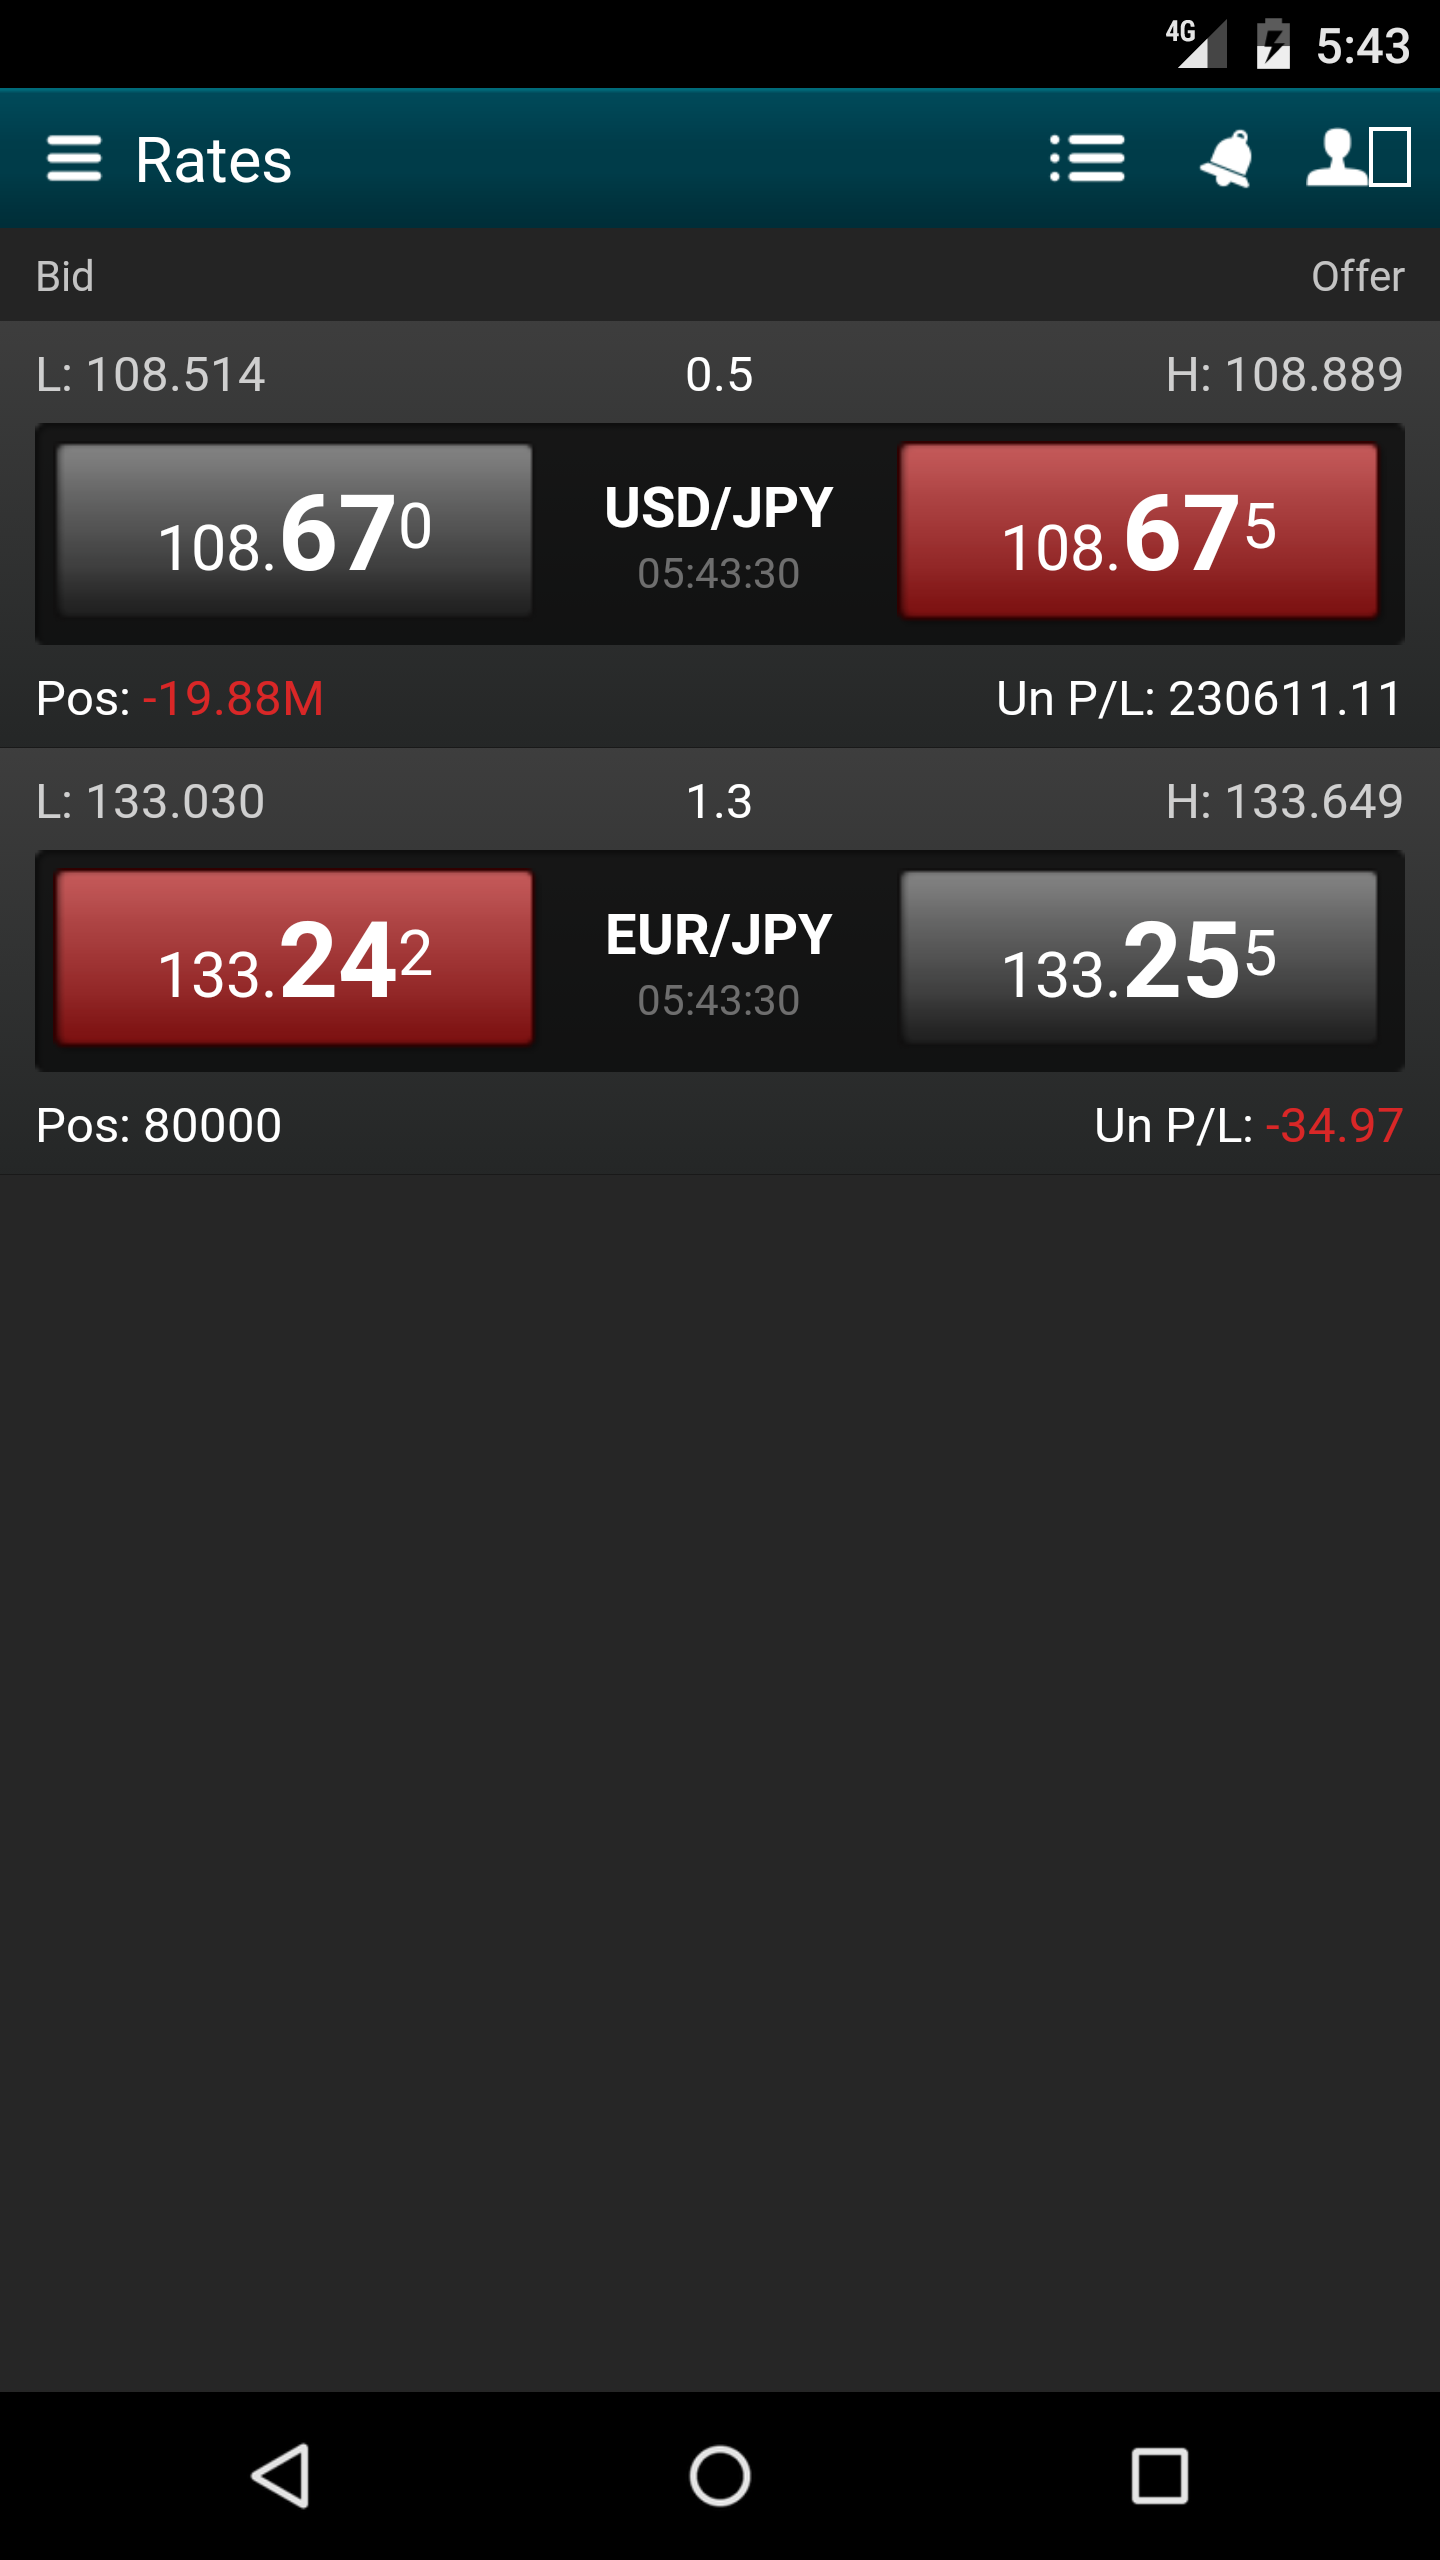 4G 5:43
Rates
Bid Offer
L: 108.514 0.5 H: 108.889
108.670 USD/JPY 108.675
05:43:30
Pos: -19.88M Un P/L: 230611.11
L: 133.030 1.3 H: 133.649
133.242 EUR/JPY 133.255
05:43:30
Pos: 80000 Un P/L: -34.97